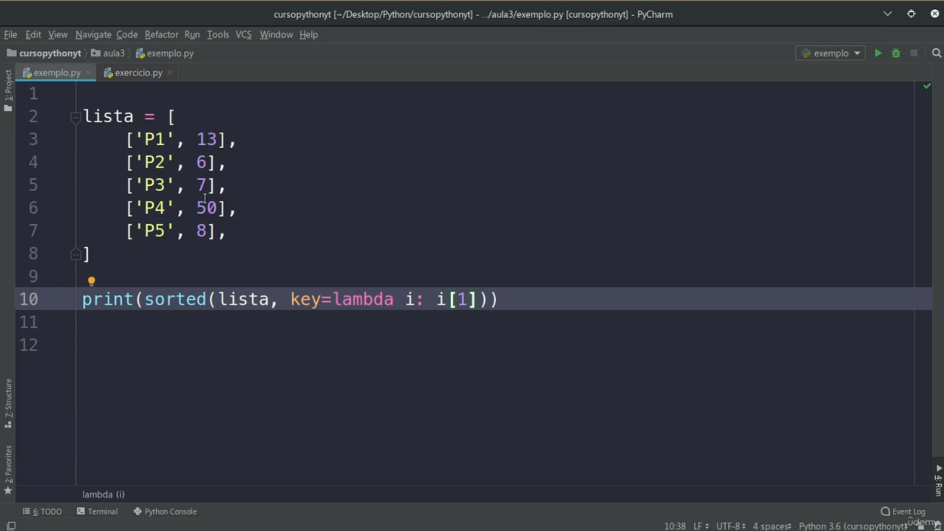 cursopythonyt [~/Desktop/Python/cursopythonyt] - .../aula3/exemplo.py [cursopythonyt] - PyCharm
File Edit View Navigate Code Refactor Run Tools VCS Window Help
cursopythonyt aula3 exemplo.py exemplo
1: Project
exemplo.py exercicio.py
1
2 lista = [
3 ['P1', 13],
4 ['P2', 6],
5 ['P3', 7],
6 ['P4', 50],
7 ['P5', 8],
8 ]
9
10 print(sorted(lista, key=lambda i: i[1]))
11
12
7: Structure
2: Favorites
4: Run
lambda (i)
6: TODO Terminal Python Console Event Log
10:38 LF UTF-8 4 spaces Python 3.6 (cursopythonyt)
Udemy